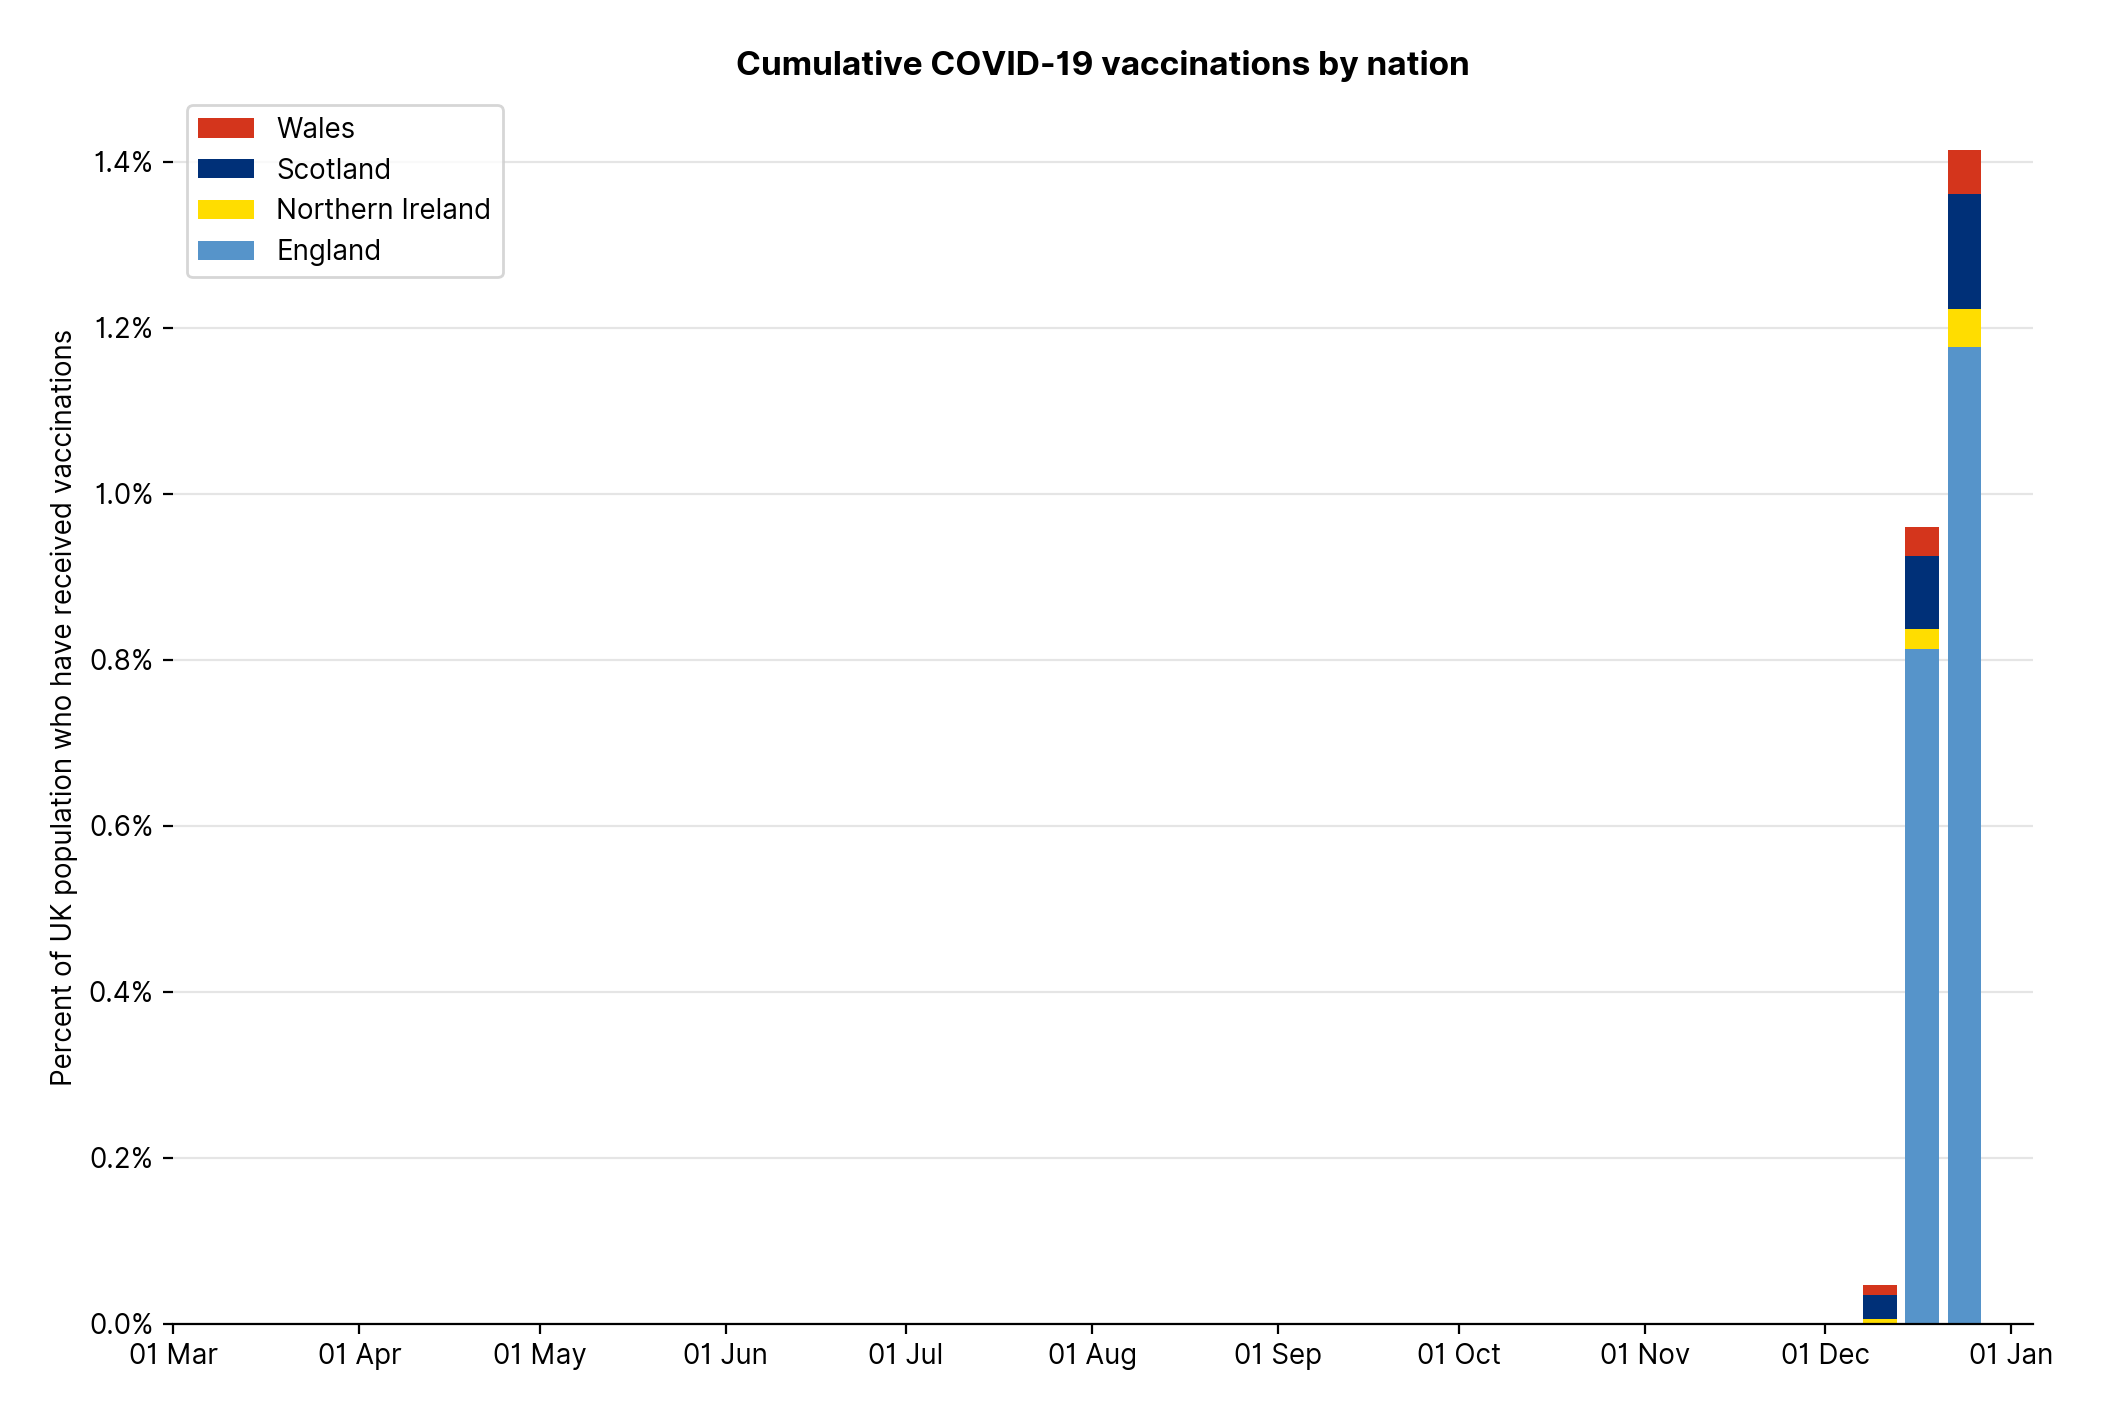 Cumulative COVID-19 vaccinations by nation
Wales
Scotland
Northern Ireland
England
Percent of UK population who have received vaccinations
1.4%
1.2%
1.0%
0.8%
0.6%
0.4%
0.2%
0.0%
01 Mar 01 Apr 01 May 01 Jun 01 Jul 01 Aug 01 Sep 01 Oct 01 Nov 01 Dec 01 Jan